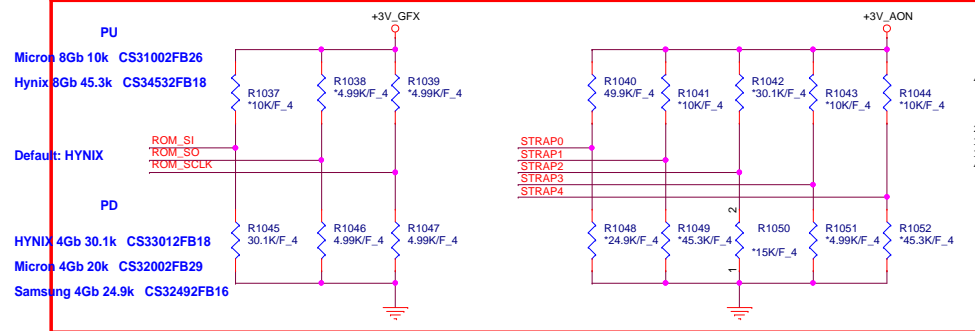 +3V_GFX
+3V_AON
PU
Micron 8Gb 10k CS31002FB26
Hynix 8Gb 45.3k CS34532FB18
R1037
*10K/F_4
R1038
*4.99K/F_4
R1039
*4.99K/F_4
R1040
49.9K/F_4
R1041
*10K/F_4
R1042
*30.1K/F_4
R1043
*10K/F_4
R1044
*10K/F_4
ROM_SI
ROM_SO
ROM_SCLK
Default: HYNIX
STRAP0
STRAP1
STRAP2
STRAP3
STRAP4
PD
HYNIX 4Gb 30.1k CS33012FB18
Micron 4Gb 20k CS32002FB29
Samsung 4Gb 24.9k CS32492FB16
R1045
30.1K/F_4
R1046
4.99K/F_4
R1047
4.99K/F_4
R1048
*24.9K/F_4
R1049
*45.3K/F_4
2
R1050
*15K/F_4
1
R1051
*4.99K/F_4
R1052
*45.3K/F_4